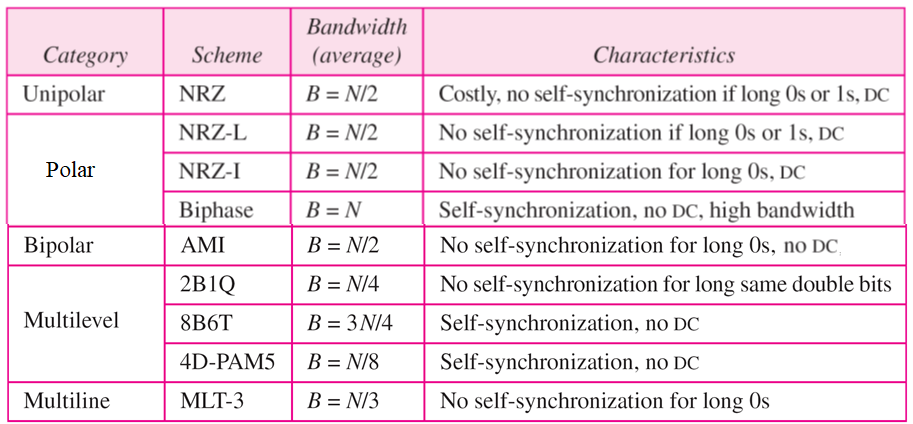 Category Scheme Bandwidth (average) Characteristics
Unipolar NRZ B = N/2 Costly, no self-synchronization if long 0s or 1s, DC
Polar NRZ-L B = N/2 No self-synchronization if long 0s or 1s, DC
NRZ-I B = N/2 No self-synchronization for long 0s, DC
Biphase B = N Self-synchronization, no DC, high bandwidth
Bipolar AMI B = N/2 No self-synchronization for long 0s, no DC
Multilevel 2B1Q B = N/4 No self-synchronization for long same double bits
8B6T B = 3N/4 Self-synchronization, no DC
4D-PAM5 B = N/8 Self-synchronization, no DC
Multiline MLT-3 B = N/3 No self-synchronization for long 0s